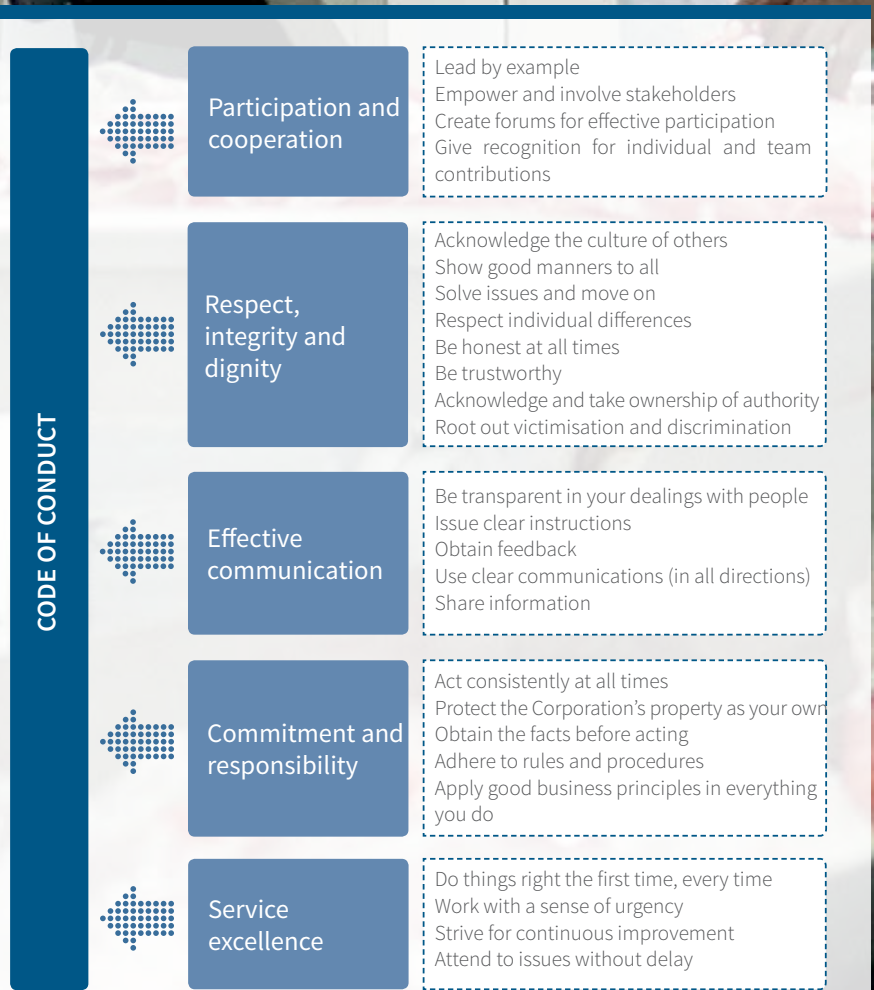 CODE OF CONDUCT
Participation and
cooperation
Lead by example
Empower and involve stakeholders
Create forums for effective participation
Give recognition for individual and team
contributions
Respect,
integrity and
dignity
Acknowledge the culture of others
Show good manners to all
Solve issues and move on
Respect individual differences
Be honest at all times
Be trustworthy
Acknowledge and take ownership of authority
Root out victimisation and discrimination
Effective
communication
Be transparent in your dealings with people
Issue clear instructions
Obtain feedback
Use clear communications (in all directions)
Share information
Commitment and
responsibility
Act consistently at all times
Protect the Corporation’s property as your own
Obtain the facts before acting
Adhere to rules and procedures
Apply good business principles in everything
you do
Service
excellence
Do things right the first time, every time
Work with a sense of urgency
Strive for continuous improvement
Attend to issues without delay